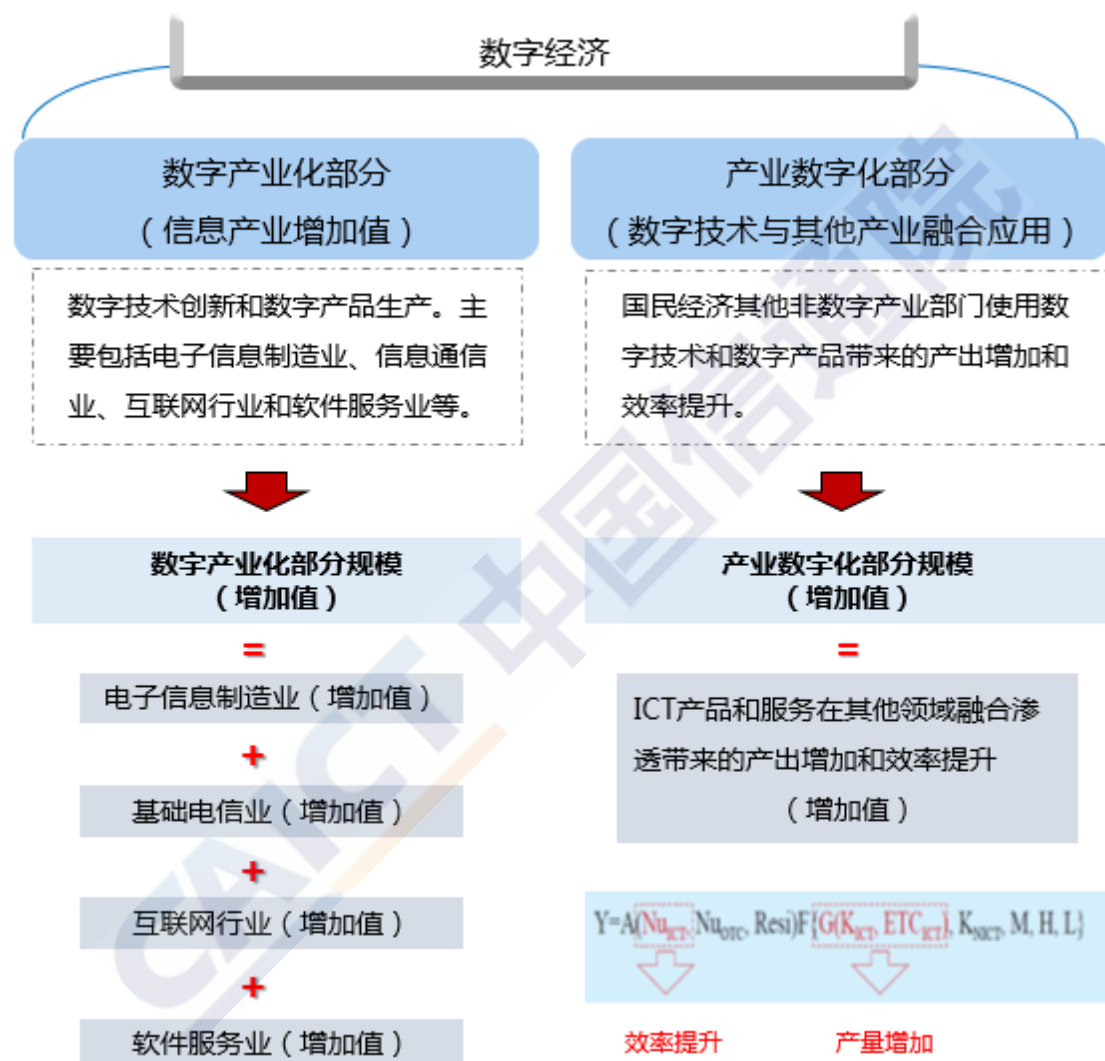 数字经济
数字产业化部分
（信息产业增加值）
数字技术创新和数字产品生产。主
要包括电子信息制造业、信息通信
业、互联网行业和软件服务业等。
数字产业化部分规模
（增加值）
=
电子信息制造业（增加值）
+
基础电信业（增加值）
+
互联网行业（增加值）
+
软件服务业（增加值）
产业数字化部分
（数字技术与其他产业融合应用）
国民经济其他非数字产业部门使用数
字技术和数字产品带来的产出增加和
效率提升。
产业数字化部分规模
（增加值）
=
ICT产品和服务在其他领域融合渗
透带来的产出增加和效率提升
（增加值）
Y=A(Nu_ICT, Nu_OTC, Resi)F{G(K_ICT, ETC_ICT), K_NICT, M, H, L}
效率提升 产量增加
CAICT 中国信通院